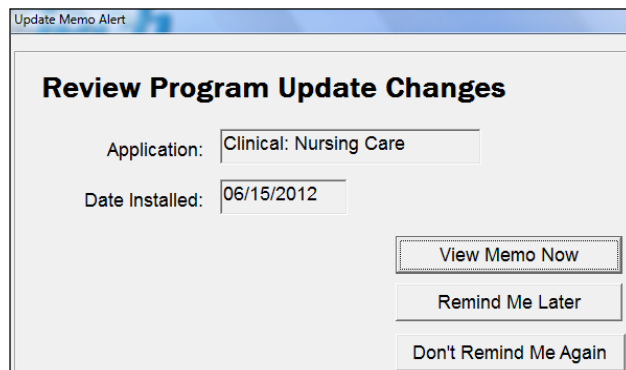 Update Memo Alert
Review Program Update Changes
Application: Clinical: Nursing Care
Date Installed: 06/15/2012
View Memo Now
Remind Me Later
Don't Remind Me Again